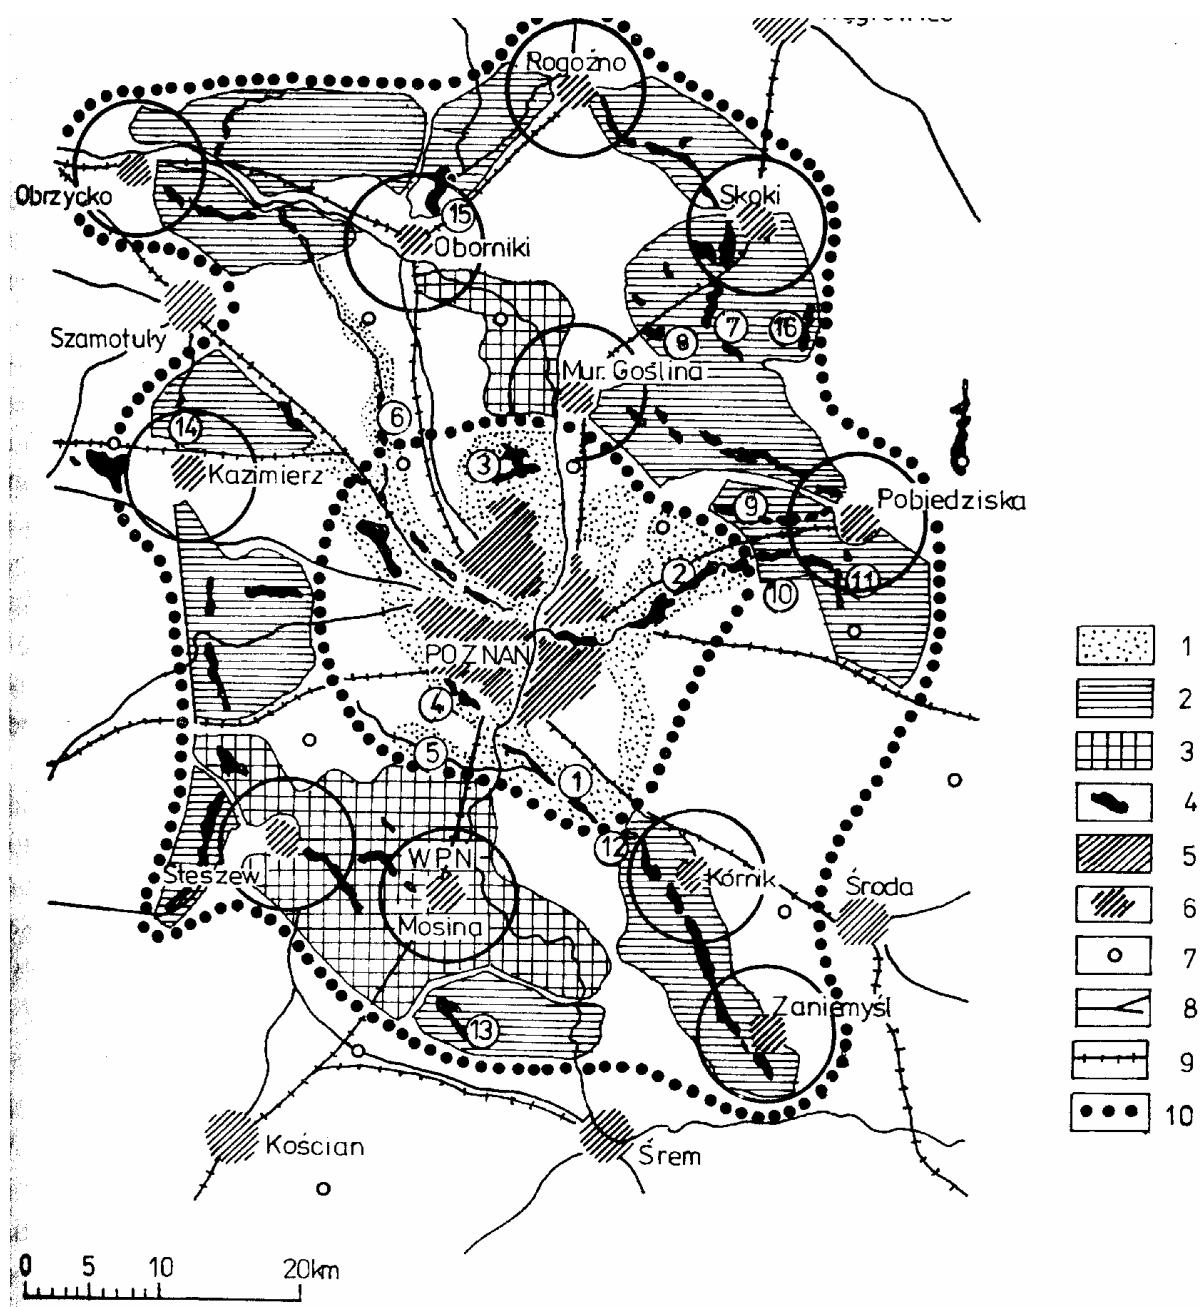 Rogoźno
Skoki
Obrzycko
15
Oborniki
Szamotuły
8
7
16
Mur. Goślina
6
14
3
Kazimierz
9
Pobiedziska
2
10
11
POZNAŃ
4
5
1
12
WPN
Stęszew
Kórnik
Środa
Mosina
Zaniemyśl
13
Kościan
Śrem
1
2
3
4
5
6
7
8
9
10
0 5 10 20km